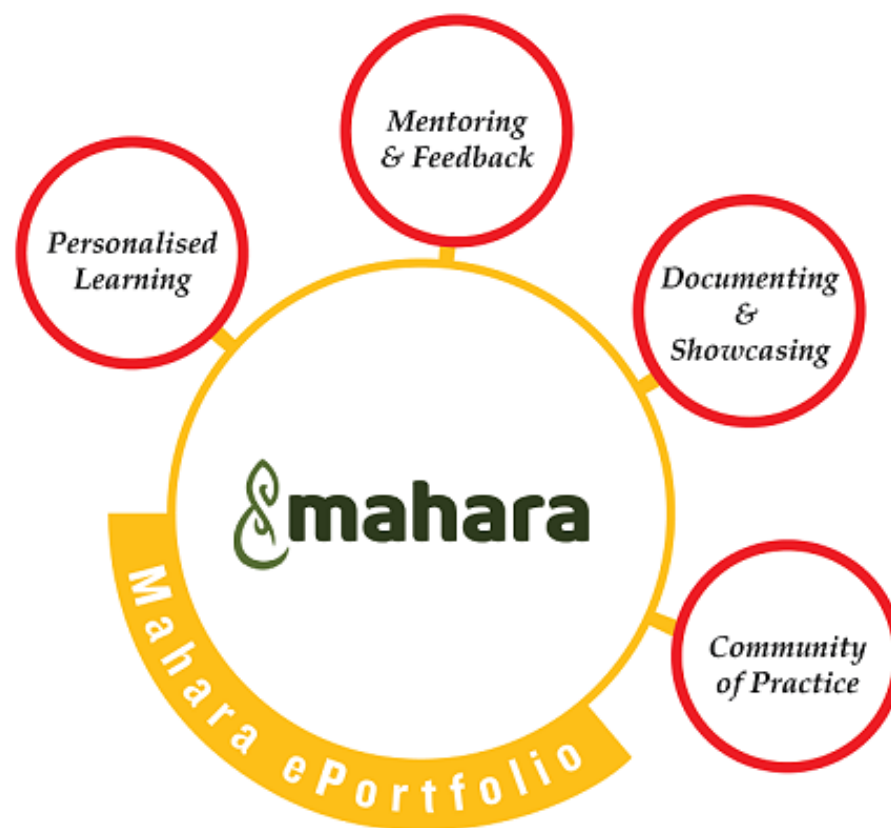 Mentoring
& Feedback
Personalised
Learning
Documenting
&
Showcasing
mahara
Community
of Practice
Mahara ePortfolio